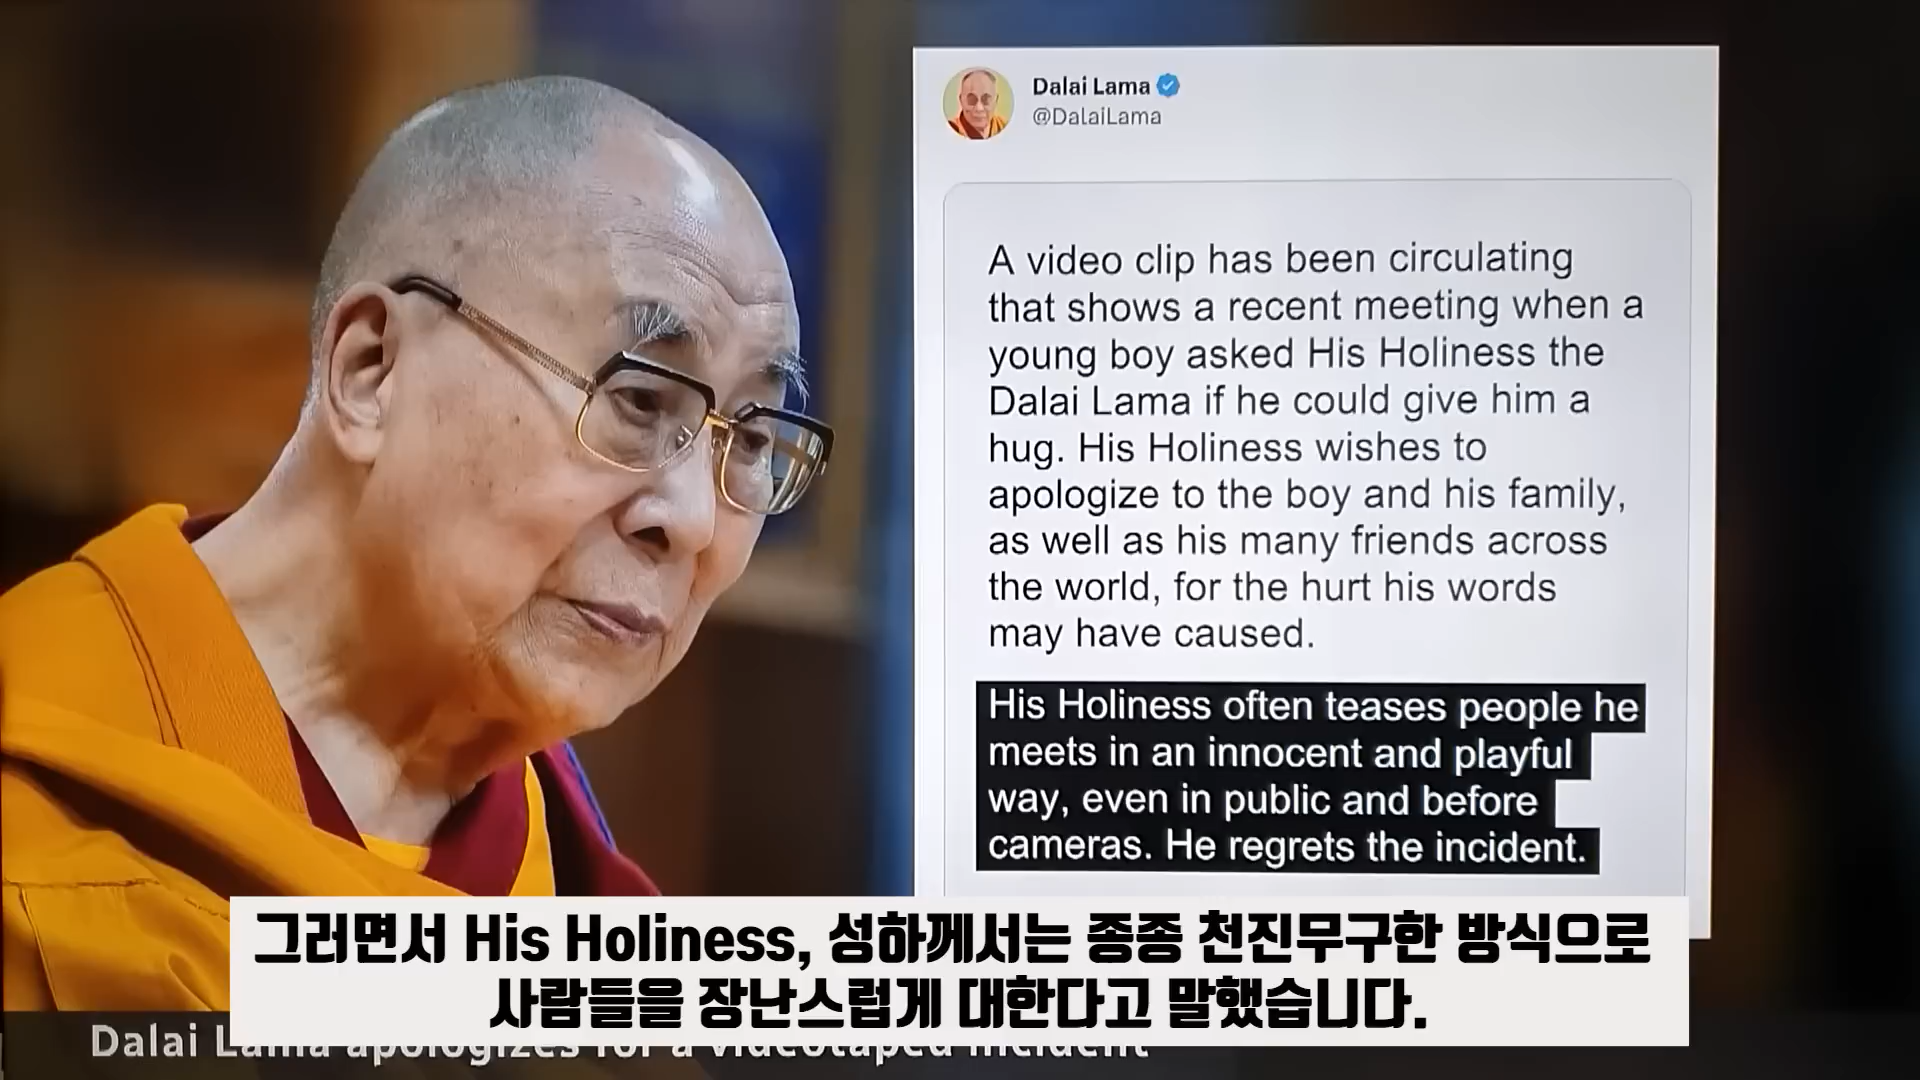 Dalai Lama
@DalaiLama
A video clip has been circulating
that shows a recent meeting when a
young boy asked His Holiness the
Dalai Lama if he could give him a
hug. His Holiness wishes to
apologize to the boy and his family,
as well as his many friends across
the world, for the hurt his words
may have caused.
His Holiness often teases people he
meets in an innocent and playful
way, even in public and before
cameras. He regrets the incident.
그러면서 His Holiness, 성하께서는 종종 천진무구한 방식으로
사람들을 장난스럽게 대한다고 말했습니다.
Dalai Lama apologizes for a videotaped incident